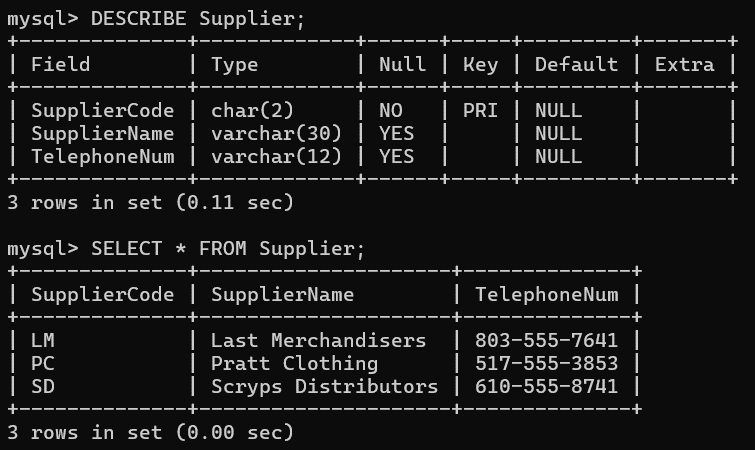 mysql> DESCRIBE Supplier;
+--------------+-------------+------+-----+---------+-------+
| Field        | Type        | Null | Key | Default | Extra |
+--------------+-------------+------+-----+---------+-------+
| SupplierCode | char(2)     | NO   | PRI | NULL    |       |
| SupplierName | varchar(30) | YES  |     | NULL    |       |
| TelephoneNum | varchar(12) | YES  |     | NULL    |       |
+--------------+-------------+------+-----+---------+-------+
3 rows in set (0.11 sec)

mysql> SELECT * FROM Supplier;
+--------------+---------------------+--------------+
| SupplierCode | SupplierName        | TelephoneNum |
+--------------+---------------------+--------------+
| LM           | Last Merchandisers  | 803-555-7641 |
| PC           | Pratt Clothing      | 517-555-3853 |
| SD           | Scryps Distributors | 610-555-8741 |
+--------------+---------------------+--------------+
3 rows in set (0.00 sec)